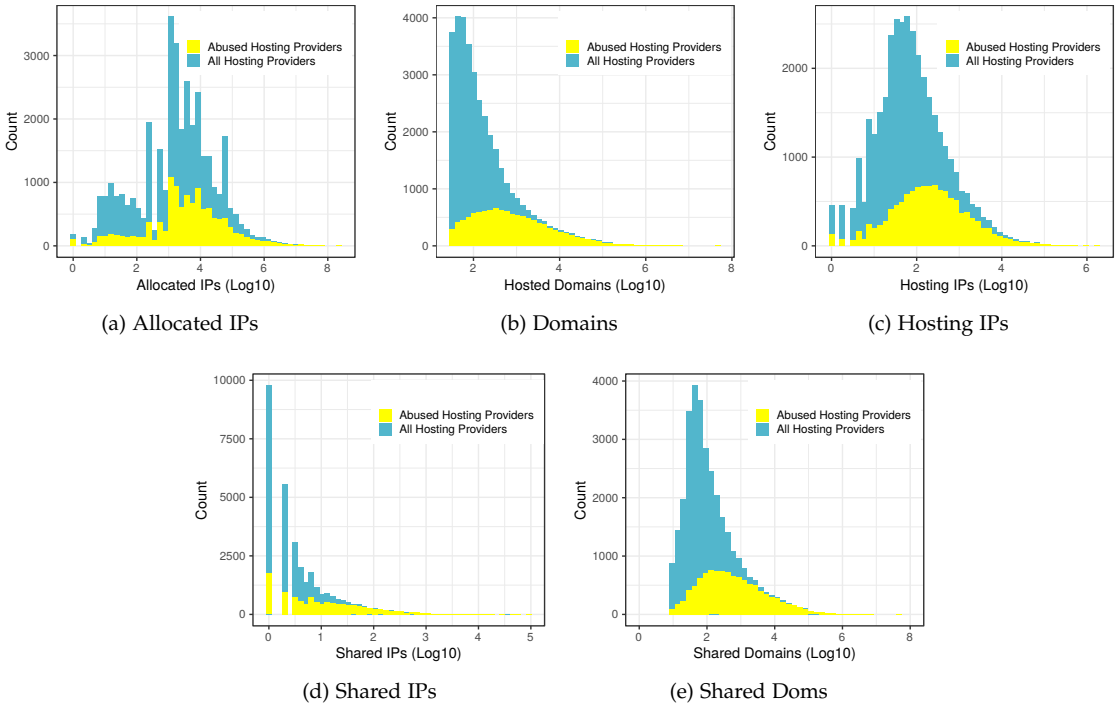 3000
2000
1000
0
Count
Abused Hosting Providers
All Hosting Providers
0 2 4 6 8
Allocated IPs (Log10)
(a) Allocated IPs
4000
3000
2000
1000
0
Count
Abused Hosting Providers
All Hosting Providers
2 4 6 8
Hosted Domains (Log10)
(b) Domains
2000
1000
0
Count
Abused Hosting Providers
All Hosting Providers
0 2 4 6
Hosting IPs (Log10)
(c) Hosting IPs
10000
7500
5000
2500
0
Count
Abused Hosting Providers
All Hosting Providers
0 1 2 3 4 5
Shared IPs (Log10)
(d) Shared IPs
4000
3000
2000
1000
0
Count
Abused Hosting Providers
All Hosting Providers
0 2 4 6 8
Shared Domains (Log10)
(e) Shared Doms